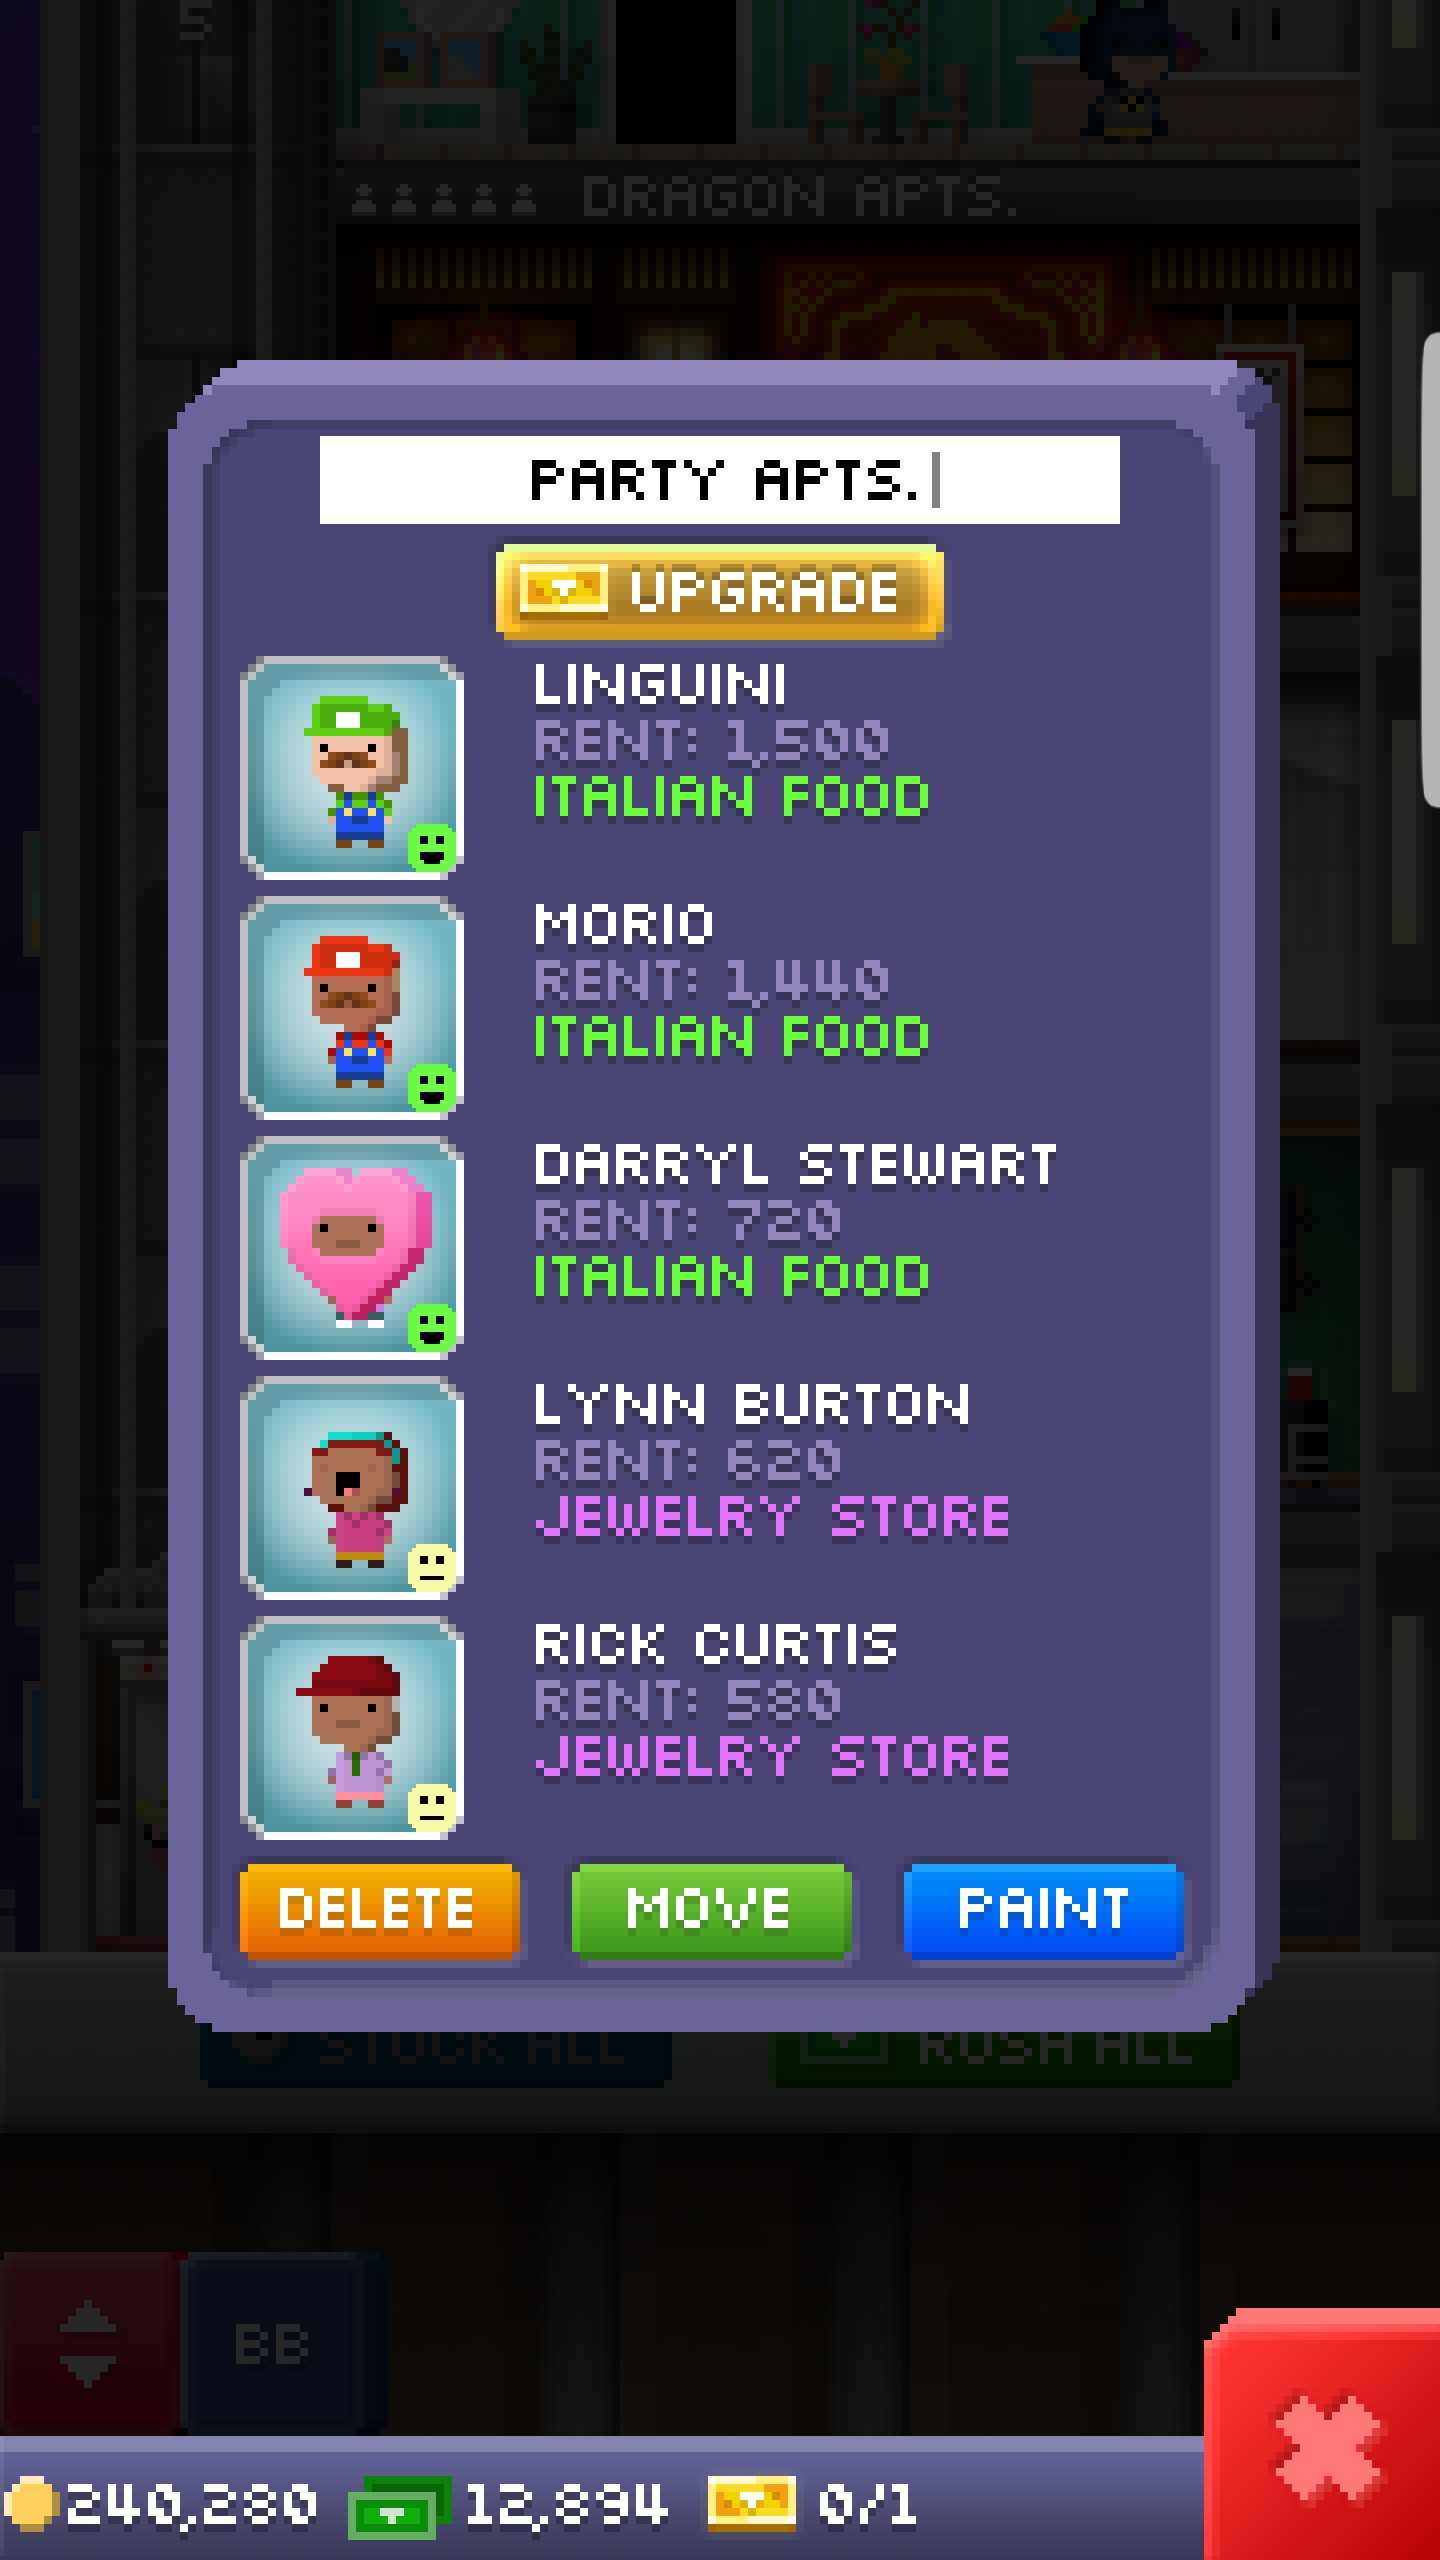 S
DRAGON APTS.
PARTY APTS.
UPGRADE
LINGUINI
RENT: 1,500
ITALIAN FOOD
MORIO
RENT: 1,440
ITALIAN FOOD
DARRYL STEWART
RENT: 720
ITALIAN FOOD
LYNN BURTON
RENT: 620
JEWELRY STORE
RICK CURTIS
RENT: 580
JEWELRY STORE
DELETE MOVE PAINT
STOCK ALL RUSH ALL
BB
240,280 12,894 0/1